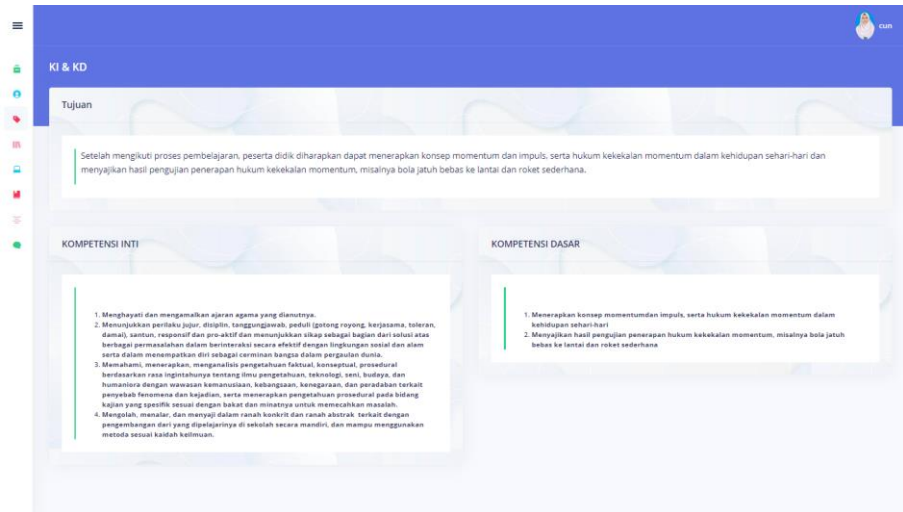 cun
KI & KD
Tujuan
Setelah mengikuti proses pembelajaran, peserta didik diharapkan dapat menerapkan konsep momentum dan impuls, serta hukum kekekalan momentum dalam kehidupan sehari-hari dan
menyajikan hasil pengujian penerapan hukum kekekalan momentum, misalnya bola jatuh bebas ke lantai dan roket sederhana.
KOMPETENSI INTI
1. Menghayati dan mengamalkan ajaran agama yang dianutnya.
2. Menunjukkan perilaku jujur, disiplin, tanggungjawab, peduli (gotong royong, kerjasama, toleran,
damai), santun, responsif dan pro-aktif dan menunjukkan sikap sebagai bagian dari solusi atas
berbagai permasalahan dalam berinteraksi secara efektif dengan lingkungan sosial dan alam
serta dalam menempatkan diri sebagai cerminan bangsa dalam pergaulan dunia.
3. Memahami, menerapkan, menganalisis pengetahuan faktual, konseptual, prosedural
berdasarkan rasa ingintahunya tentang ilmu pengetahuan, teknologi, seni, budaya, dan
humaniora dengan wawasan kemanusiaan, kebangsaan, kenegaraan, dan peradaban terkait
penyebab fenomena dan kejadian, serta menerapkan pengetahuan prosedural pada bidang
kajian yang spesifik sesuai dengan bakat dan minatnya untuk memecahkan masalah.
4. Mengolah, menalar, dan menyaji dalam ranah konkrit dan ranah abstrak terkait dengan
pengembangan dari yang dipelajarinya di sekolah secara mandiri, dan mampu menggunakan
metoda sesuai kaidah keilmuan.
KOMPETENSI DASAR
1. Menerapkan konsep momentumdan impuls, serta hukum kekekalan momentum dalam
kehidupan sehari-hari
2. Menyajikan hasil pengujian penerapan hukum kekekalan momentum, misalnya bola jatuh
bebas ke lantai dan roket sederhana